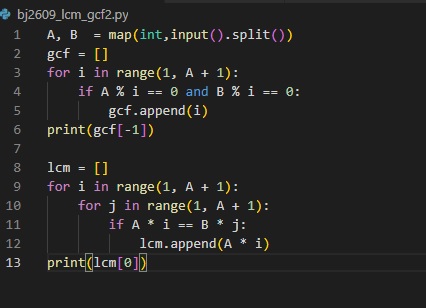 bj2609_lcm_gcf2.py
1 A, B  = map(int,input().split())
2 gcf = []
3 for i in range(1, A + 1):
4     if A % i == 0 and B % i == 0:
5         gcf.append(i)
6 print(gcf[-1])
7
8 lcm = []
9 for i in range(1, A + 1):
10     for j in range(1, A + 1):
11         if A * i == B * j:
12             lcm.append(A * i)
13 print(lcm[0])